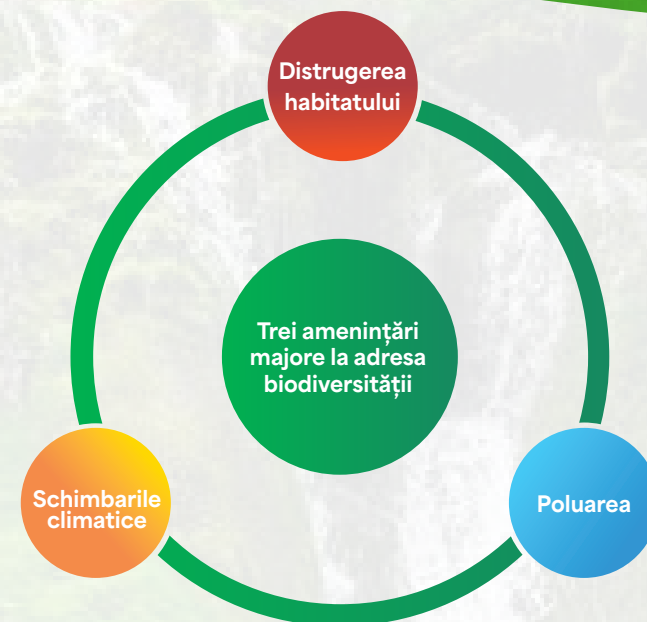 Distrugerea
habitatului
Trei amenințări
majore la adresa
biodiversității
Schimbarile
climatice
Poluarea